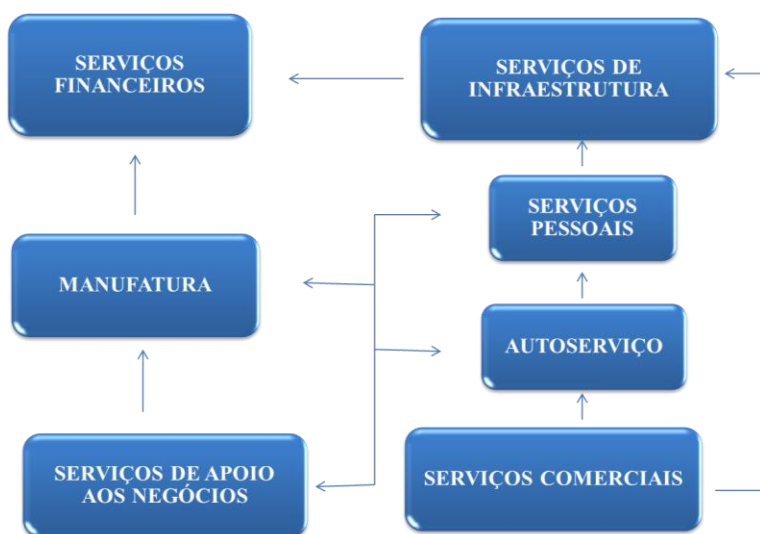 SERVIÇOS
FINANCEIROS
SERVIÇOS DE
INFRAESTRUTURA
SERVIÇOS
PESSOAIS
MANUFATURA
AUTOSERVIÇO
SERVIÇOS DE APOIO
AOS NEGÓCIOS
SERVIÇOS COMERCIAIS